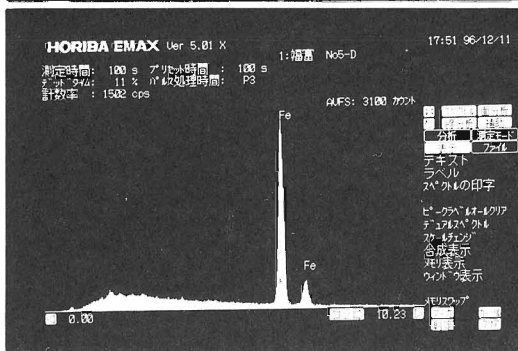 HORIBA EMAX Ver 5.01 X
17:51 96/12/11
1:福富 No5-D
測定時間: 100 s プリセット時間 : 100 s
デッドタイム: 11 % パルス処理時間: P3
計数率 : 1502 cps
AUFS: 3100 カウント
Fe
分析 測定モード
ファイル
テキスト
ラベル
スペクトルの印字
ピークラベルオールクリア
デュアルスペクトル
スケールチェンジ
合成表示
メモリ表示
ウィンドウ表示
Fe
メモリスワップ
0.00
10.23